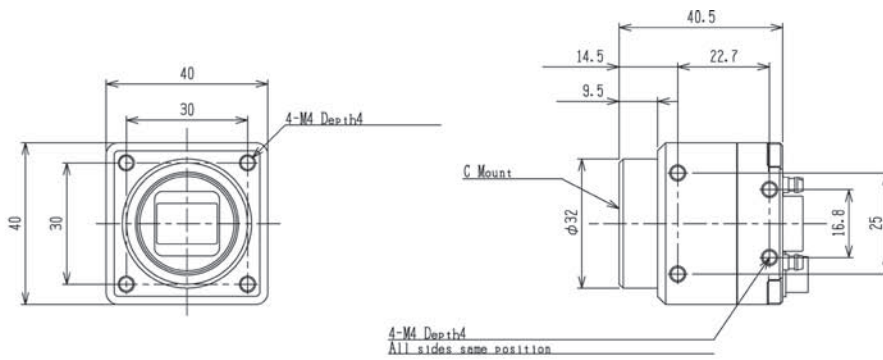 40
30
4-M4 Depth4
40
30
40.5
14.5
22.7
9.5
C Mount
φ32
16.8
25
4-M4 Depth4
All sides same position